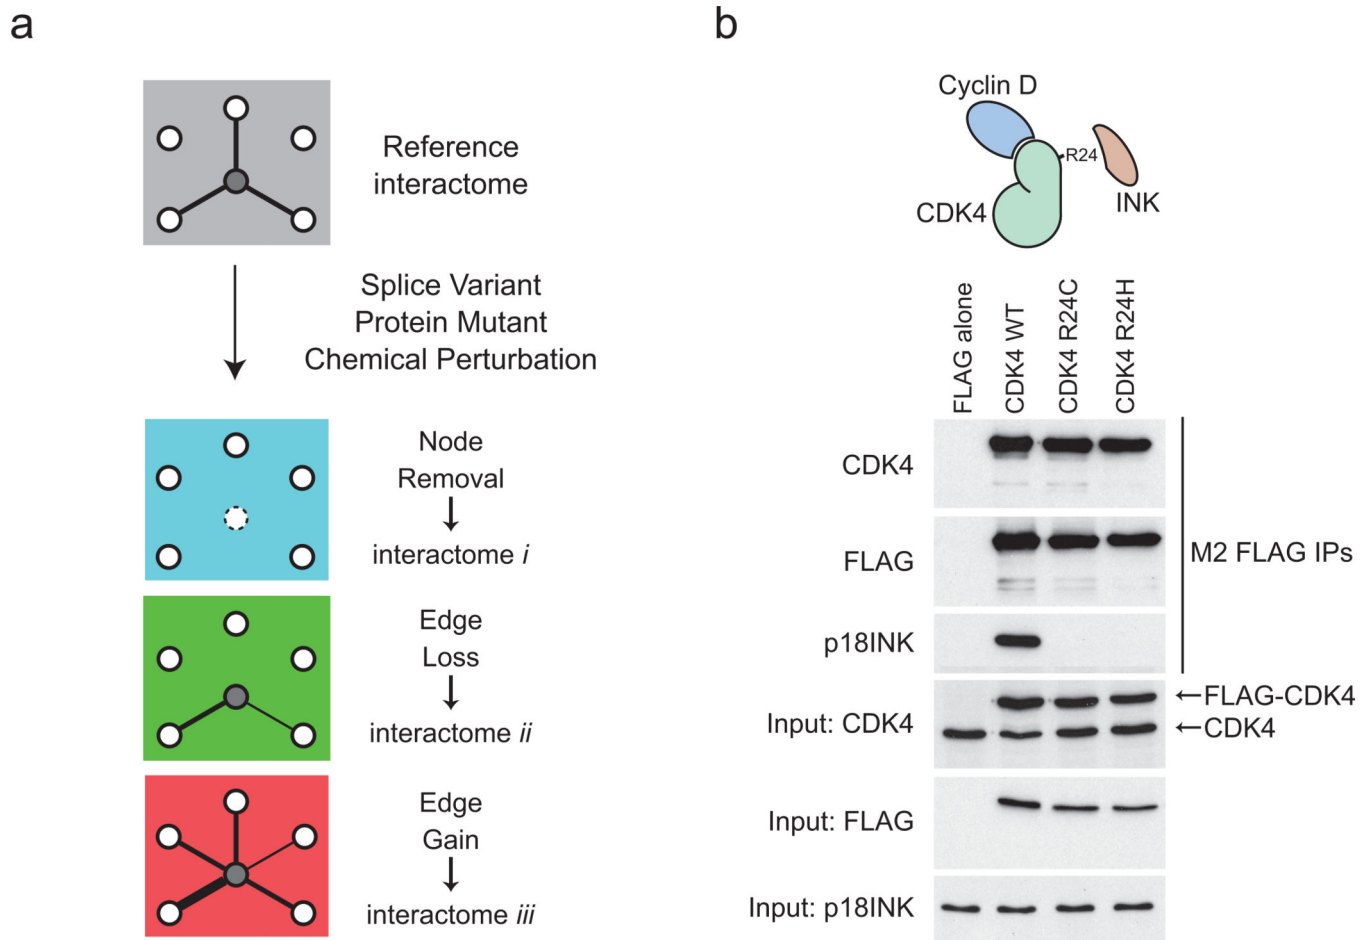 a
Reference
interactome
Splice Variant
Protein Mutant
Chemical Perturbation
Node
Removal
interactome i
Edge
Loss
interactome ii
Edge
Gain
interactome iii
b
Cyclin D
R24
CDK4
INK
FLAG alone
CDK4 WT
CDK4 R24C
CDK4 R24H
CDK4
FLAG
p18INK
M2 FLAG IPs
Input: CDK4
←FLAG-CDK4
←CDK4
Input: FLAG
Input: p18INK